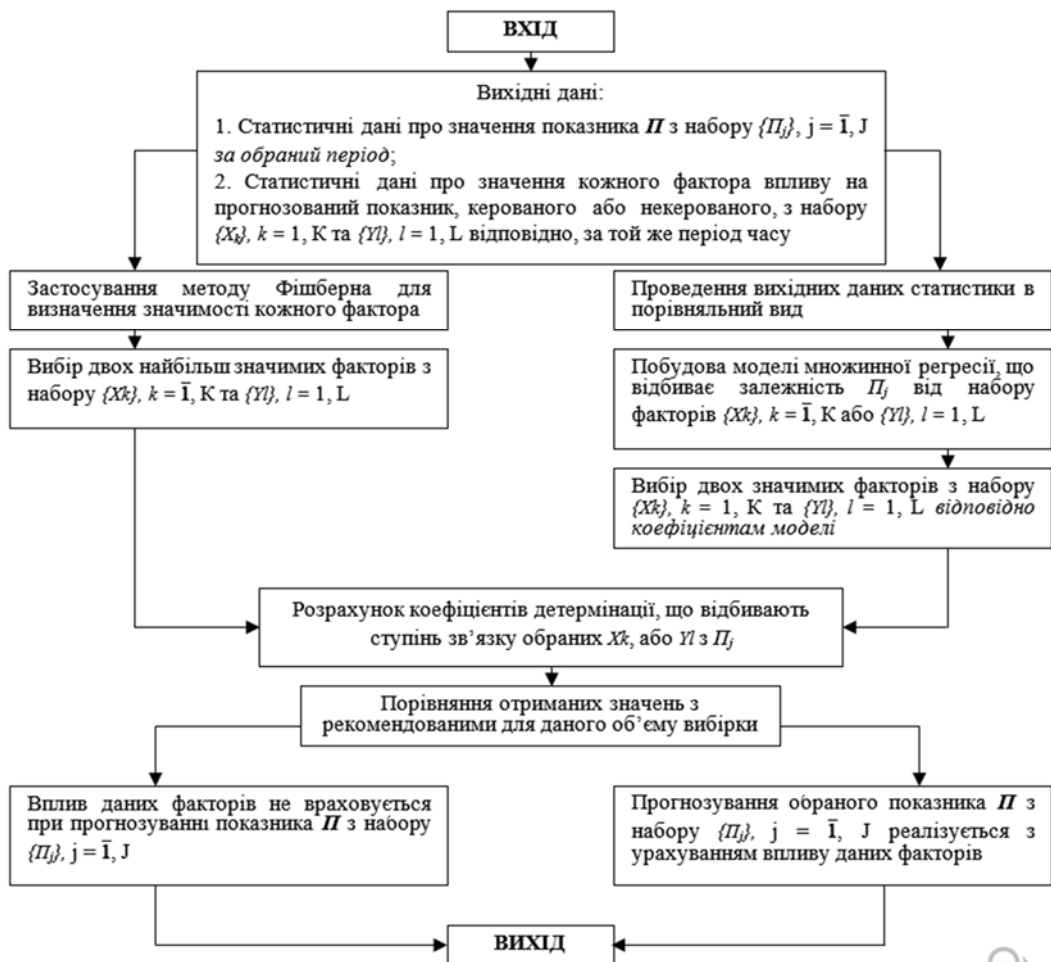 ВХІД
Вихідні дані:
1. Статистичні дані про значення показника П з набору {Пj}, j = 1̄, J
за обраний період;
2. Статистичні дані про значення кожного фактора впливу на
прогнозований показник, керованого або некерованого, з набору
{Xk}, k = 1, K та {Yl}, l = 1, L відповідно, за той же період часу
Застосування методу Фішберна для
визначення значимості кожного фактора
Вибір двох найбільш значимих факторів з
набору {Xk}, k = 1̄, K та {Yl}, l = 1, L
Проведення вихідних даних статистики в
порівняльний вид
Побудова моделі множинної регресії, що
відбиває залежність Пj від набору
факторів {Xk}, k = 1̄, K або {Yl}, l = 1, L
Вибір двох значимих факторів з набору
{Xk}, k = 1, K та {Yl}, l = 1, L відповідно
коефіцієнтам моделі
Розрахунок коефіцієнтів детермінації, що відбивають
ступінь зв’язку обраних Xk, або Yl з Пj
Порівняння отриманих значень з
рекомендованими для даного об’єму вибірки
Вплив даних факторів не враховується
при прогнозуванні показника П з набору
{Пj}, j = 1̄, J
Прогнозування обраного показника П з
набору {Пj}, j = 1̄, J реалізується з
урахуванням впливу даних факторів
ВИХІД